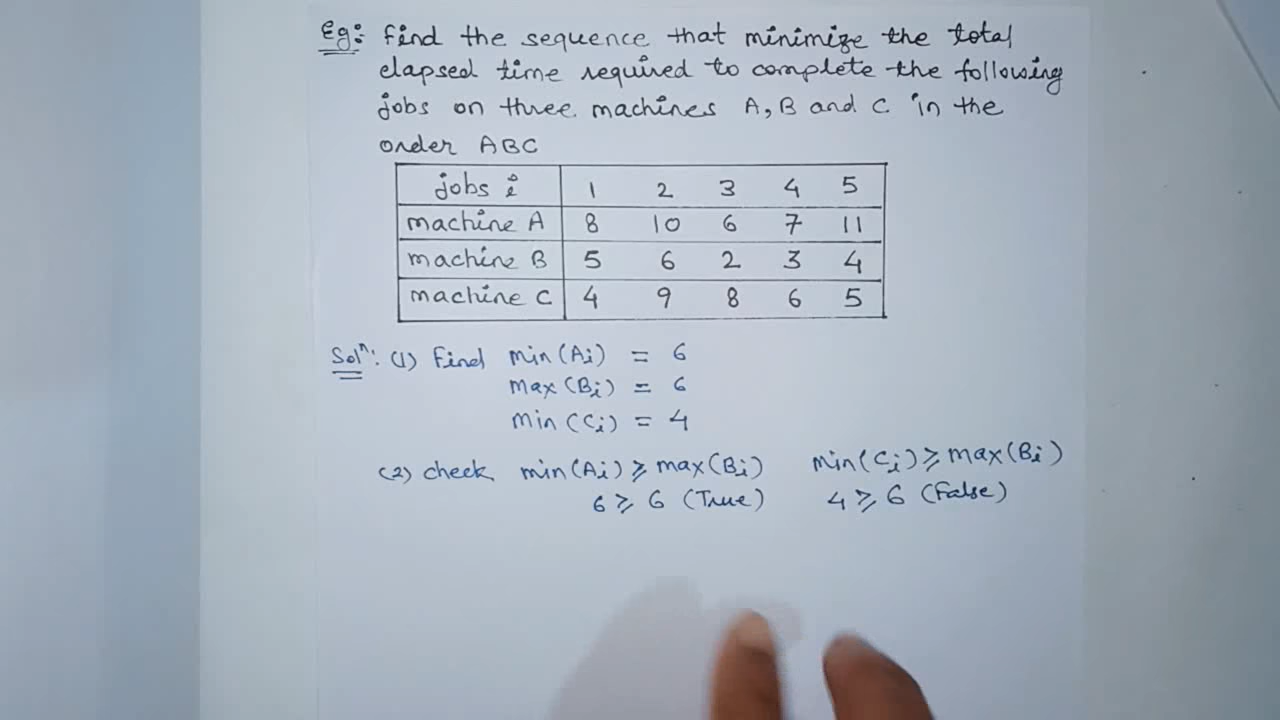 Eg: find the sequence that minimize the total
elapsed time required to complete the following
jobs on three machines A, B and C in the
order ABC
jobs i 1 2 3 4 5
machine A 8 10 6 7 11
machine B 5 6 2 3 4
machine C 4 9 8 6 5
Solⁿ: (1) Find min(Ai) = 6
max(Bi) = 6
min(Ci) = 4
(2) check min(Ai) ⩾ max(Bi) min(Ci) ⩾ max(Bi)
6 ⩾ 6 (True) 4 ⩾ 6 (False)